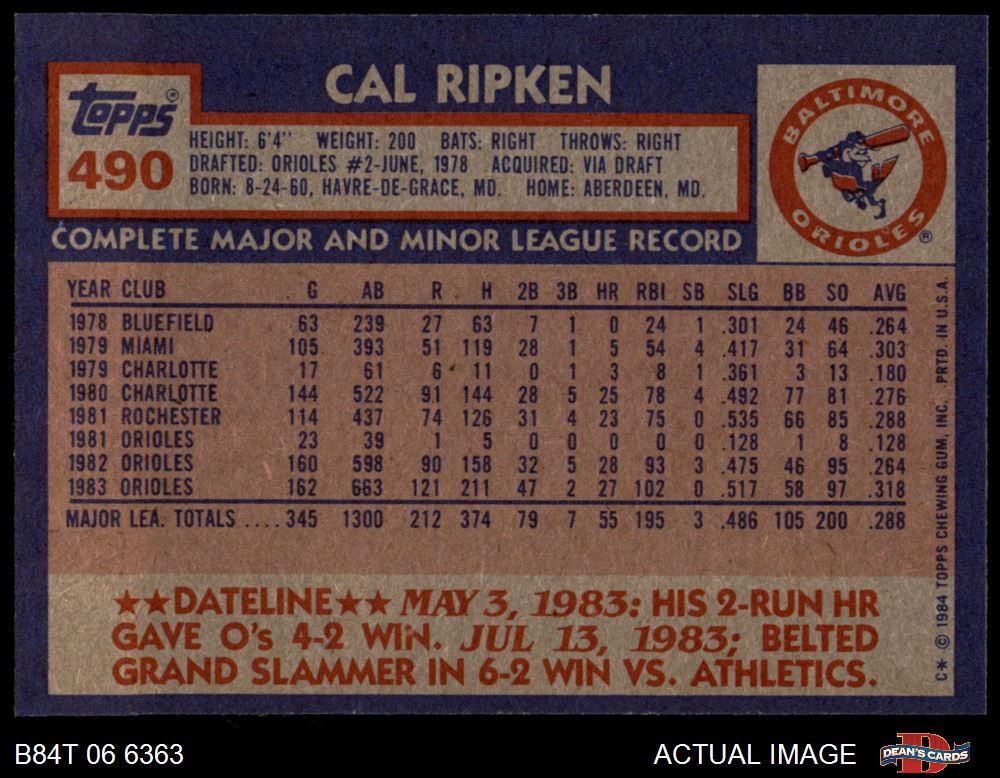 CAL RIPKEN
TOPPS®
490
HEIGHT: 6'4" WEIGHT: 200 BATS: RIGHT THROWS: RIGHT
DRAFTED: ORIOLES #2-JUNE, 1978 ACQUIRED: VIA DRAFT
BORN: 8-24-60, HAVRE-DE-GRACE, MD. HOME: ABERDEEN, MD.
BALTIMORE
ORIOLES®
COMPLETE MAJOR AND MINOR LEAGUE RECORD
YEAR CLUB G AB R H 2B 3B HR RBI SB SLG BB SO AVG
1978 BLUEFIELD 63 239 27 63 7 1 0 24 1 .301 24 46 .264
1979 MIAMI 105 393 51 119 28 1 5 54 4 .417 31 64 .303
1979 CHARLOTTE 17 61 6 11 0 1 3 8 1 .361 3 13 .180
1980 CHARLOTTE 144 522 91 144 28 5 25 78 4 .492 77 81 .276
1981 ROCHESTER 114 437 74 126 31 4 23 75 0 .535 66 85 .288
1981 ORIOLES 23 39 1 5 0 0 0 0 0 .128 1 8 .128
1982 ORIOLES 160 598 90 158 32 5 28 93 3 .475 46 95 .264
1983 ORIOLES 162 663 121 211 47 2 27 102 0 .517 58 97 .318
MAJOR LEA. TOTALS .... 345 1300 212 374 79 7 55 195 3 .486 105 200 .288
★★DATELINE★★ MAY 3, 1983: HIS 2-RUN HR
GAVE O's 4-2 WIN. JUL 13, 1983; BELTED
GRAND SLAMMER IN 6-2 WIN VS. ATHLETICS.
C* © 1984 TOPPS CHEWING GUM, INC. PRTD. IN U.S.A.
B84T 06 6363
ACTUAL IMAGE
DEAN'S CARDS